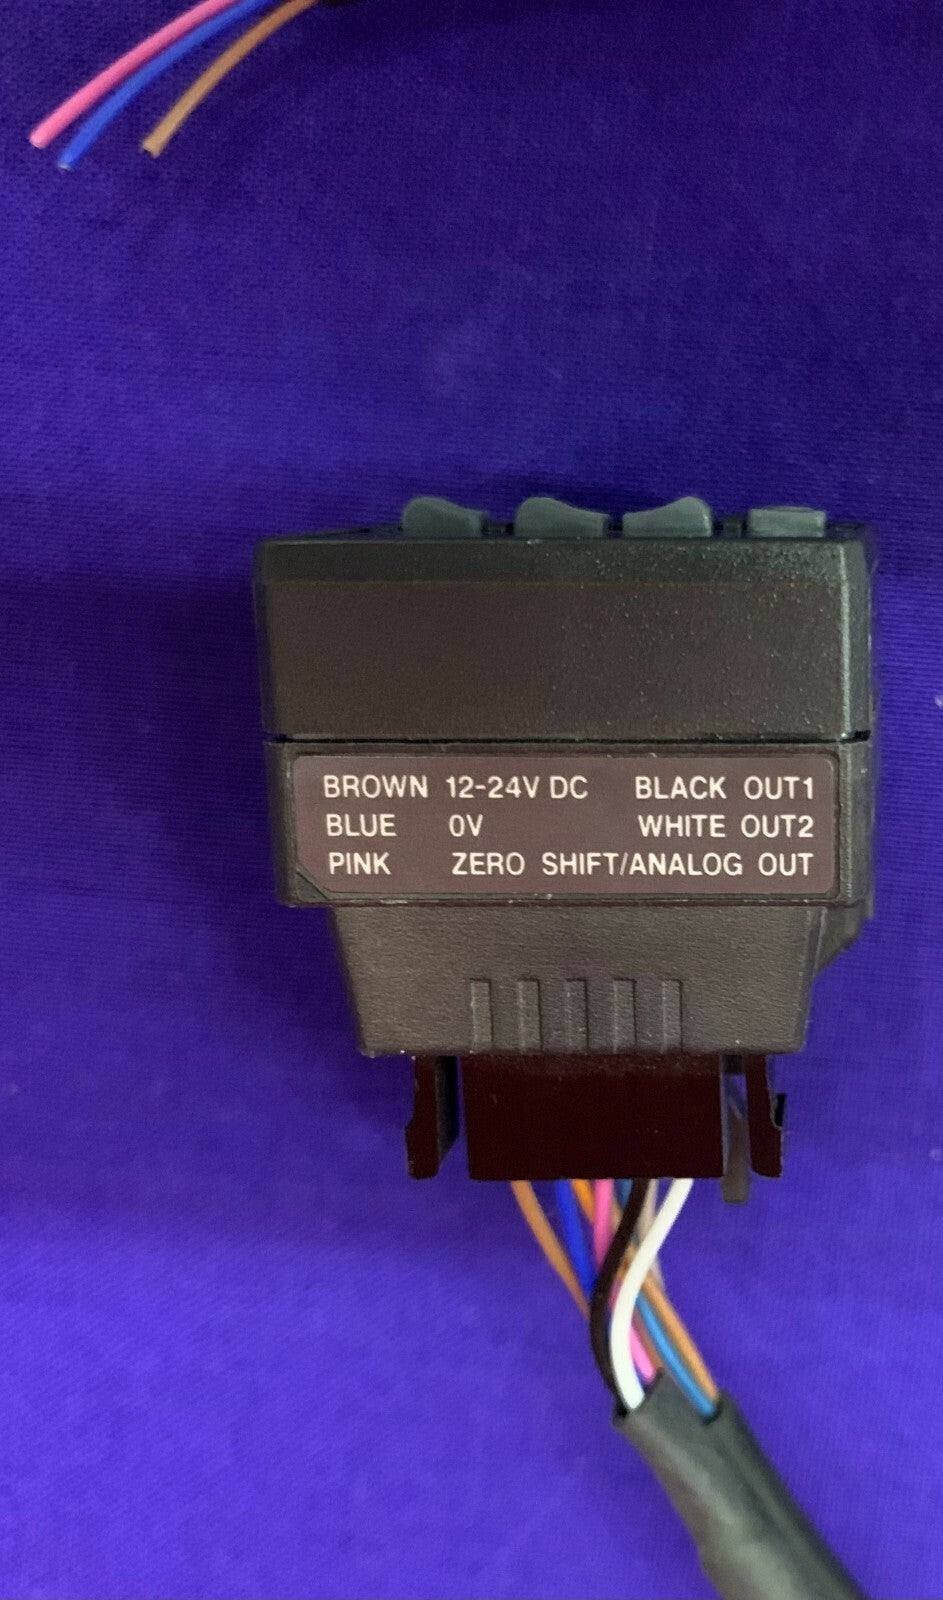 BROWN 12-24V DC BLACK OUT1
BLUE 0V WHITE OUT2
PINK ZERO SHIFT/ANALOG OUT